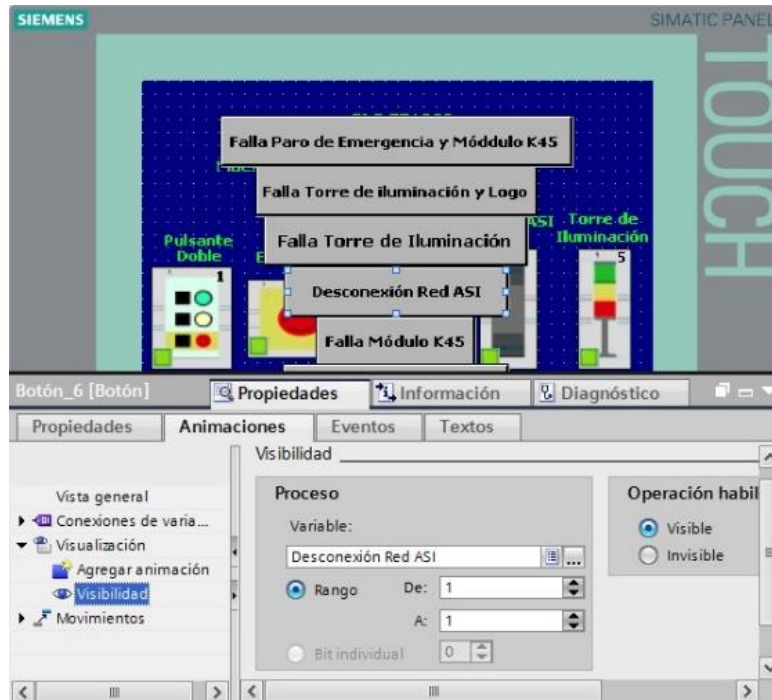 SIEMENS
SIMATIC PANEL
TOUCH
Falla Paro de Emergencia y Móddulo K45
Falla Torre de iluminación y Logo
Falla Torre de Iluminación
ASI
Torre de
Iluminación
Pulsante
Doble
1
5
Desconexión Red ASI
Falla Módulo K45
Botón_6 [Botón]
Propiedades
Información
Diagnóstico
Propiedades
Animaciones
Eventos
Textos
Visibilidad
Vista general
Conexiones de varia...
Visualización
Agregar animación
Visibilidad
Movimientos
Proceso
Variable:
Desconexión Red ASI
...
Rango De: 1
A: 1
Bit individual 0
Operación habil
Visible
Invisible